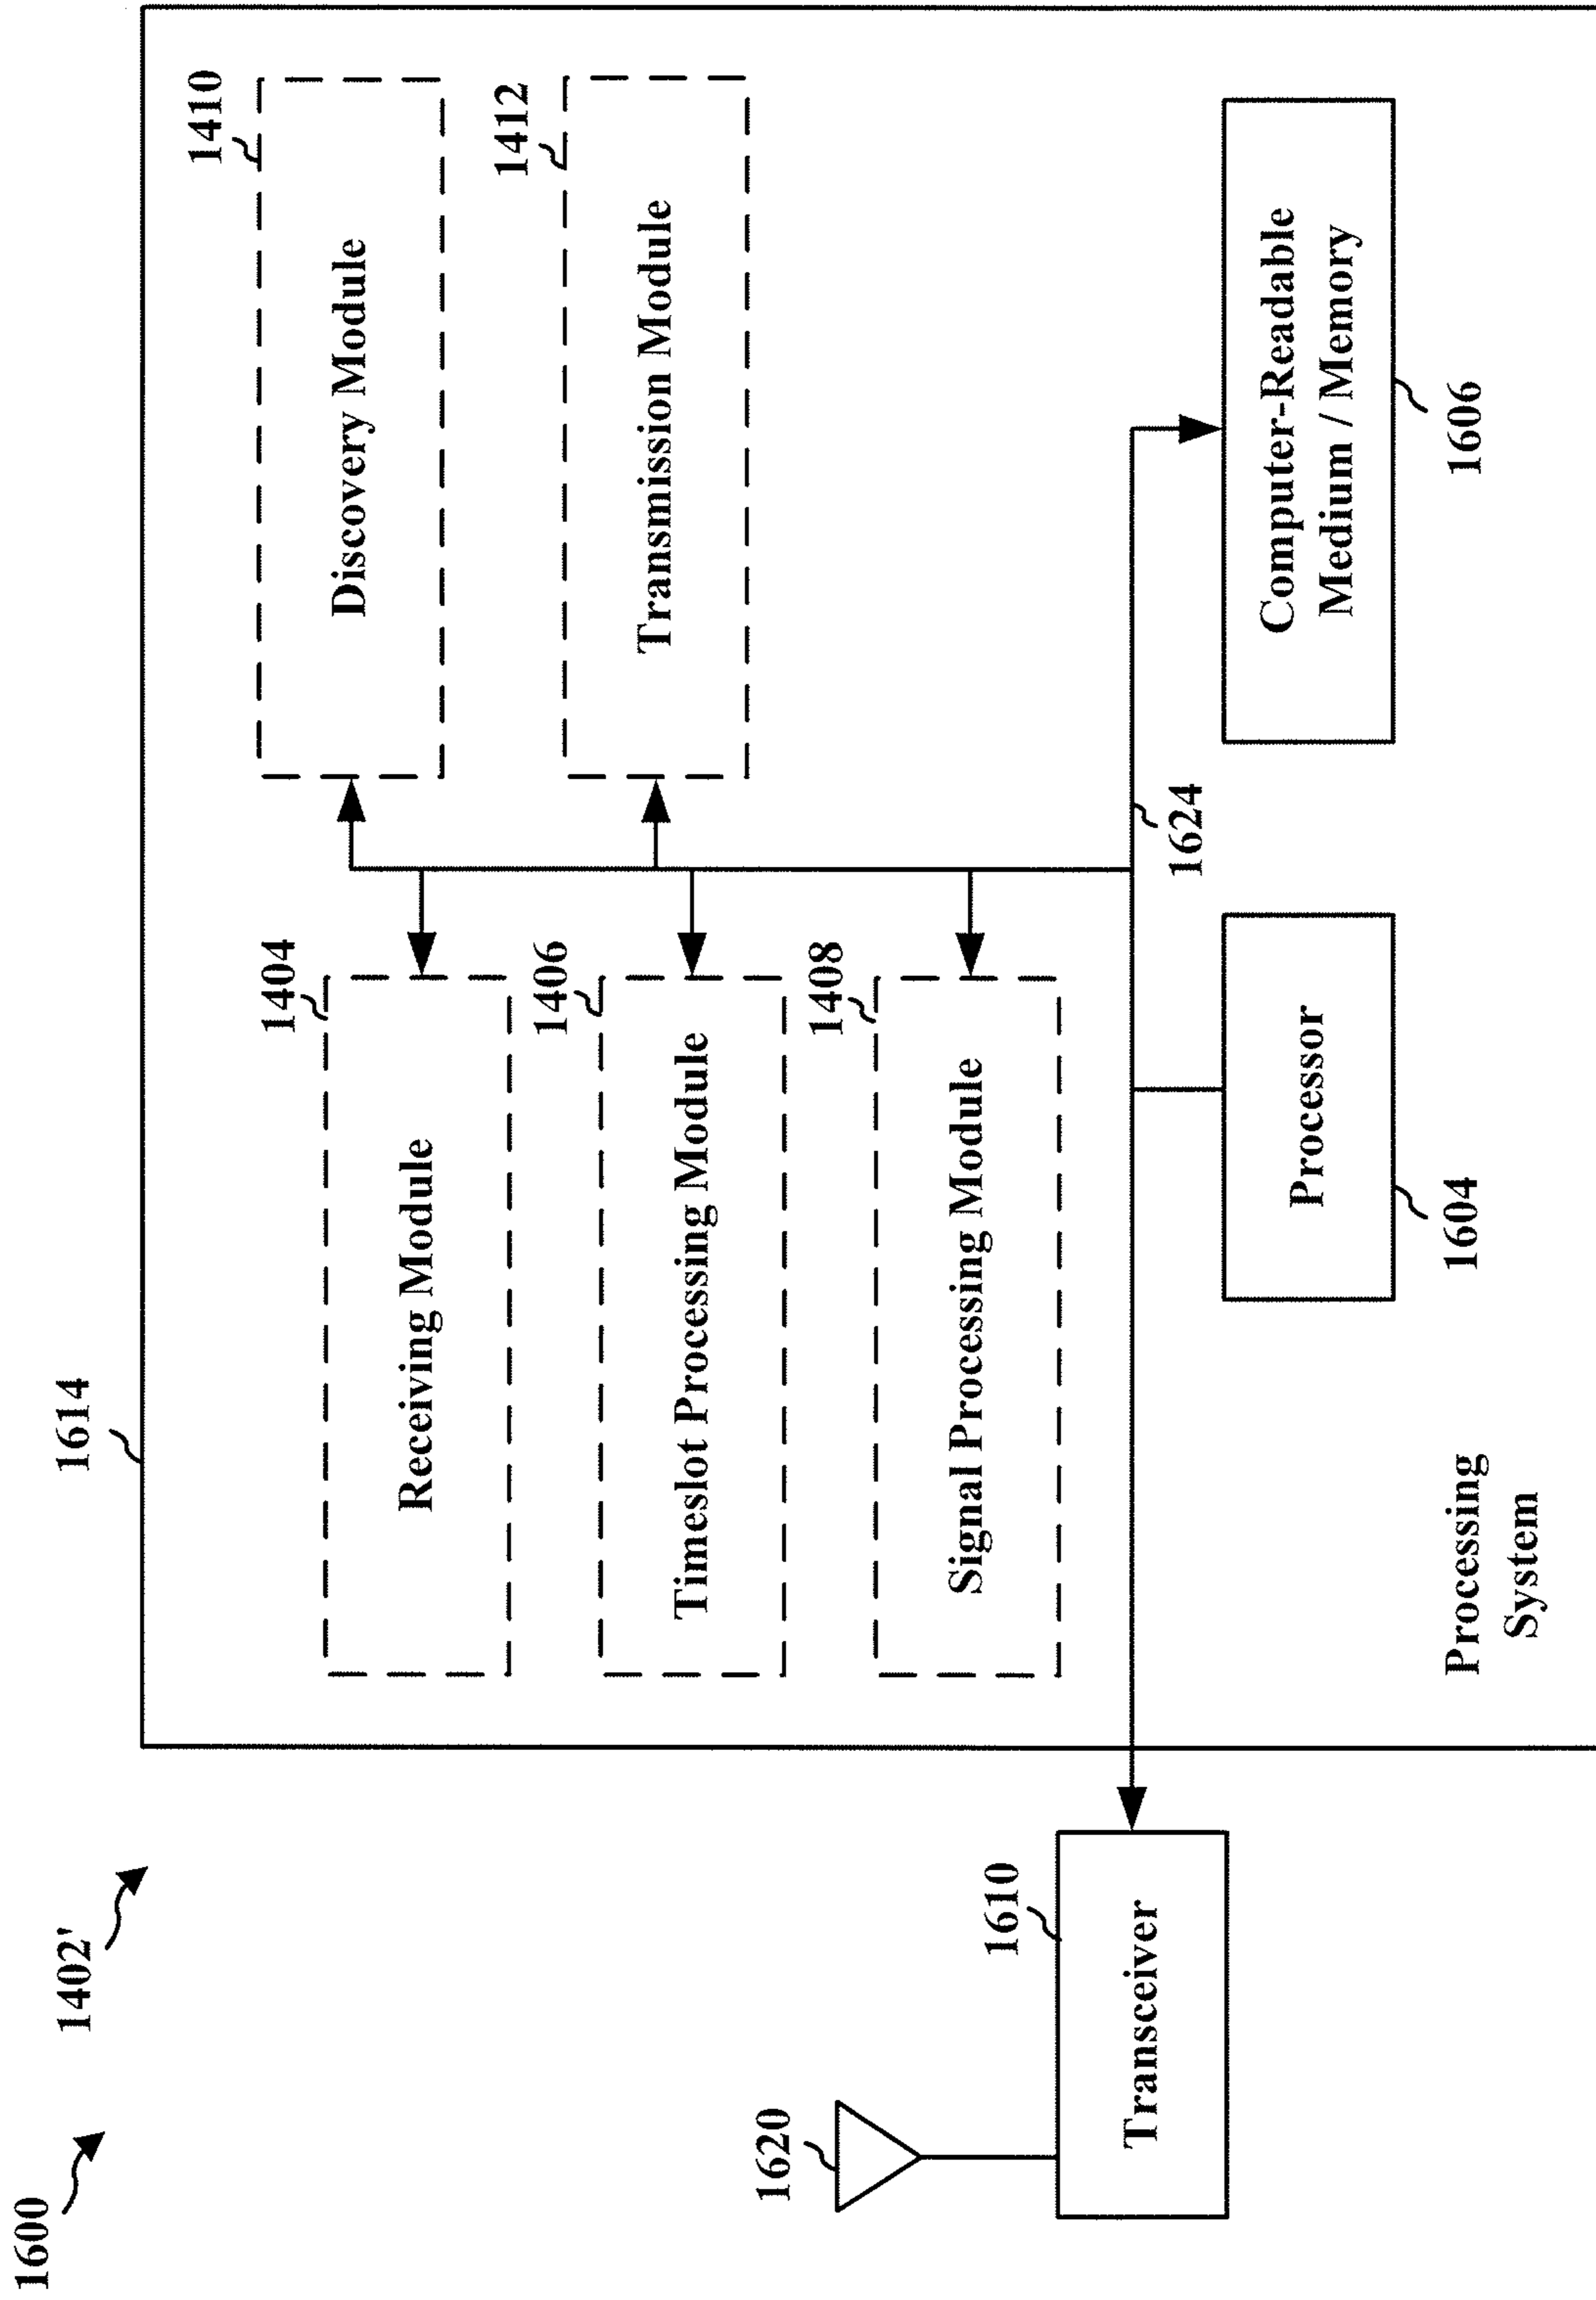 1600
1402'
1614
1404
Receiving Module
1410
Discovery Module
1406
Timeslot Processing Module
1412
Transmission Module
1408
Signal Processing Module
1620
1610
Transceiver
1624
Processor
1604
Computer-Readable
Medium / Memory
1606
Processing
System